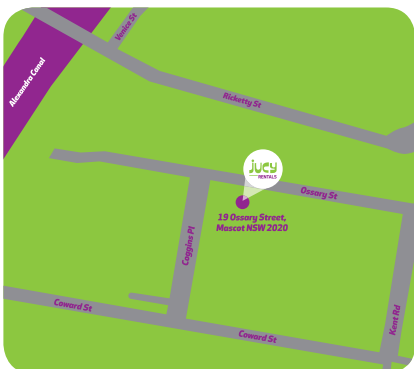 Venice St
Alexandra Canal
Ricketty St
jucy
RENTALS
Ossary St
19 Ossary Street,
Mascot NSW 2020
Coggins Pl
Coward St
Coward St
Kent Rd